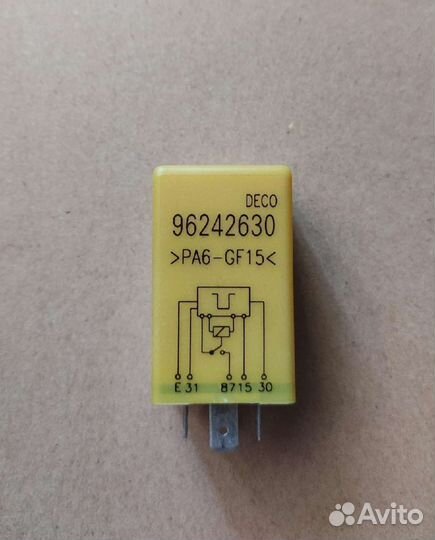 DECO
96242630
>PA6-GF15<
E 31 87 15 30
Avito